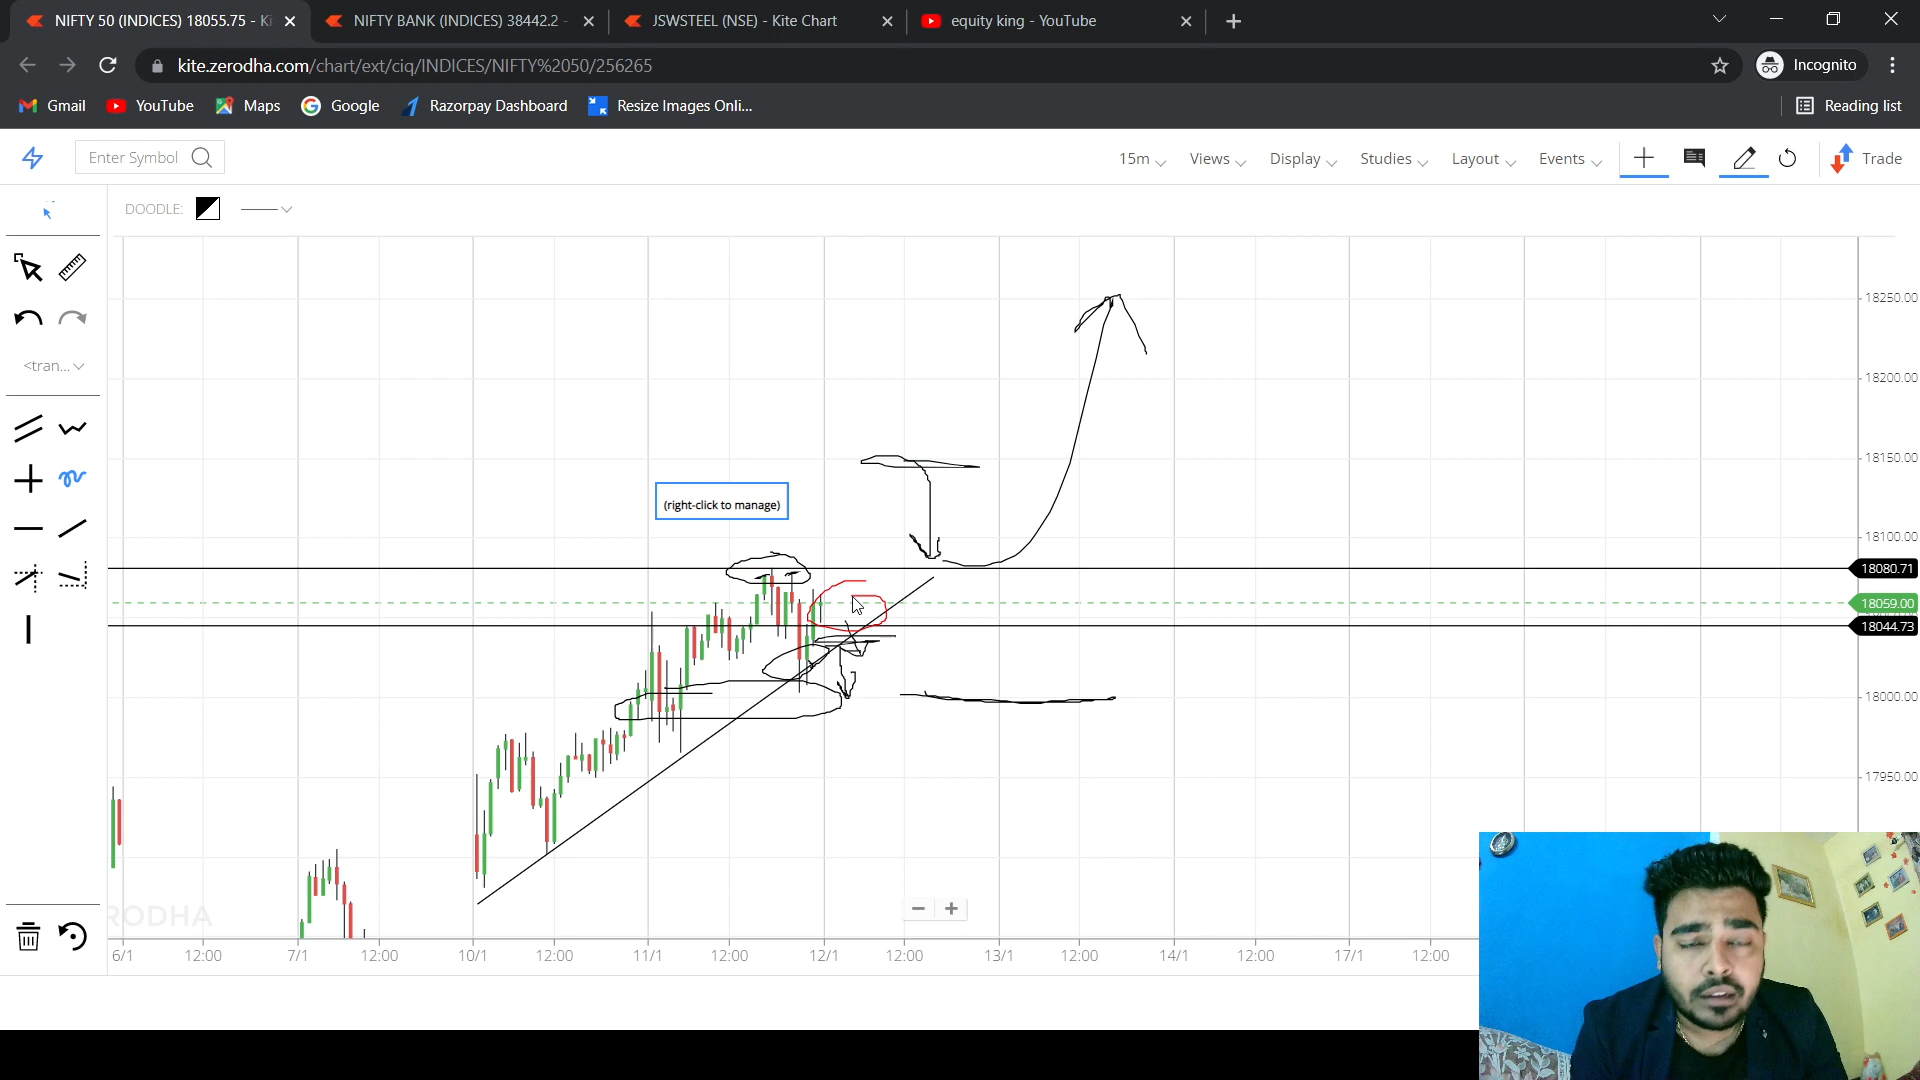 NIFTY 50 (INDICES) 18055.75 - Ki
NIFTY BANK (INDICES) 38442.2 -
JSWSTEEL (NSE) - Kite Chart
equity king - YouTube
kite.zerodha.com/chart/ext/ciq/INDICES/NIFTY%2050/256265
Incognito
Gmail
YouTube
Maps
Google
Razorpay Dashboard
Resize Images Onli...
Reading list
Enter Symbol
15m
Views
Display
Studies
Layout
Events
Trade
DOODLE:
<tran...
18250.00
18200.00
18150.00
(right-click to manage)
18100.00
18080.71
18059.00
18044.73
18000.00
17950.00
RODHA
6/1
12:00
7/1
12:00
10/1
12:00
11/1
12:00
12/1
12:00
13/1
12:00
14/1
12:00
17/1
12:00